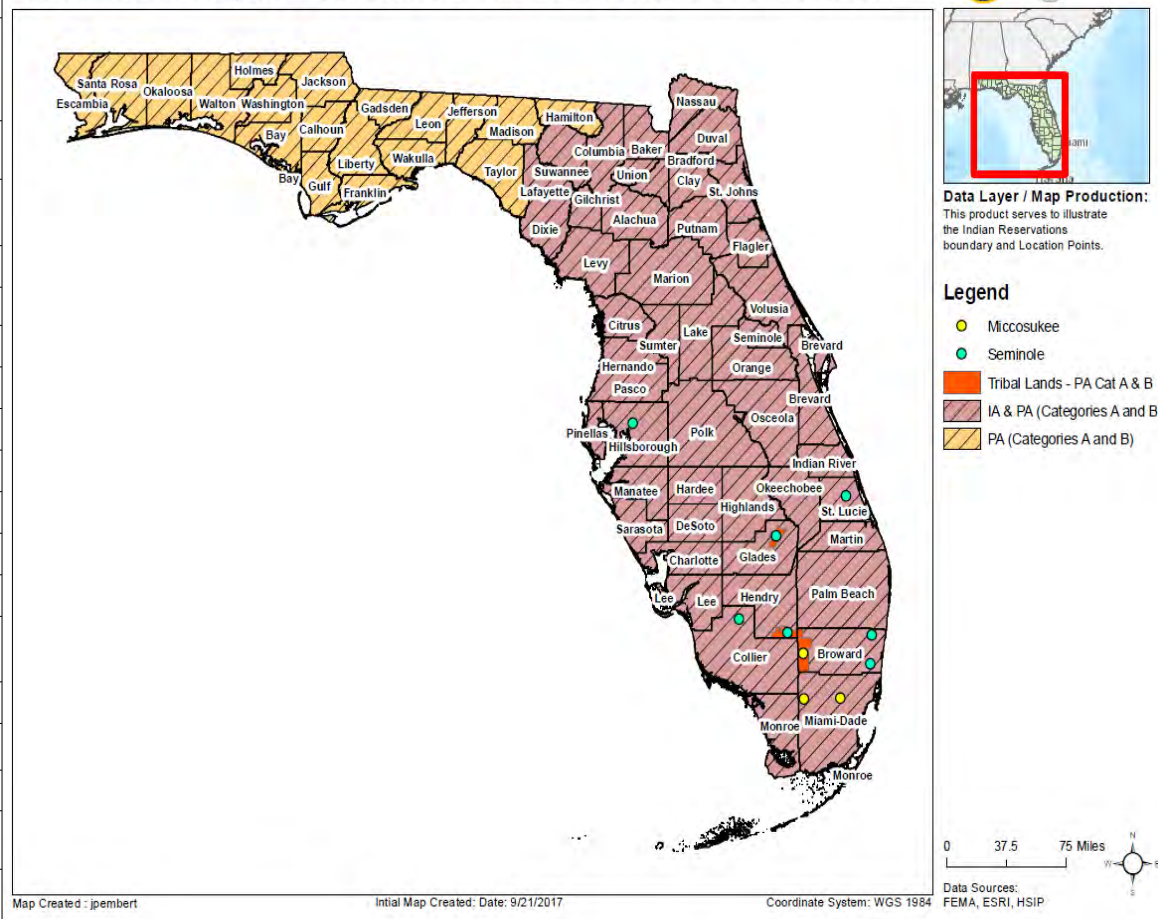 Holmes
Jackson
Santa Rosa
Okaloosa
Escambia
Walton
Washington
Gadsden
Jefferson
Nassau
Leon
Hamilton
Bay
Calhoun
Madison
Duval
Columbia
Baker
Liberty
Wakulla
Bradford
Taylor
Suwannee
Union
Bay
Gulf
Franklin
Clay
Lafayette
St. Johns
Gilchrist
Alachua
Dixie
Putnam
Flagler
Levy
Marion
Volusia
Citrus
Lake
Seminole
Sumter
Brevard
Hernando
Orange
Pasco
Brevard
Osceola
Pinellas
Polk
Hillsborough
Indian River
Manatee
Hardee
Okeechobee
Highlands
St. Lucie
Sarasota
DeSoto
Martin
Charlotte
Glades
Lee
Lee
Hendry
Palm Beach
Collier
Broward
Monroe
Miami-Dade
Monroe
Map Created : jpembert
Intial Map Created: Date: 9/21/2017
Coordinate System: WGS 1984
Data Layer / Map Production:
This product serves to illustrate
the Indian Reservations
boundary and Location Points.
Legend
Miccosukee
Seminole
Tribal Lands - PA Cat A & B
IA & PA (Categories A and B
PA (Categories A and B)
0 37.5 75 Miles
N
W
E
S
Data Sources:
FEMA, ESRI, HSIP